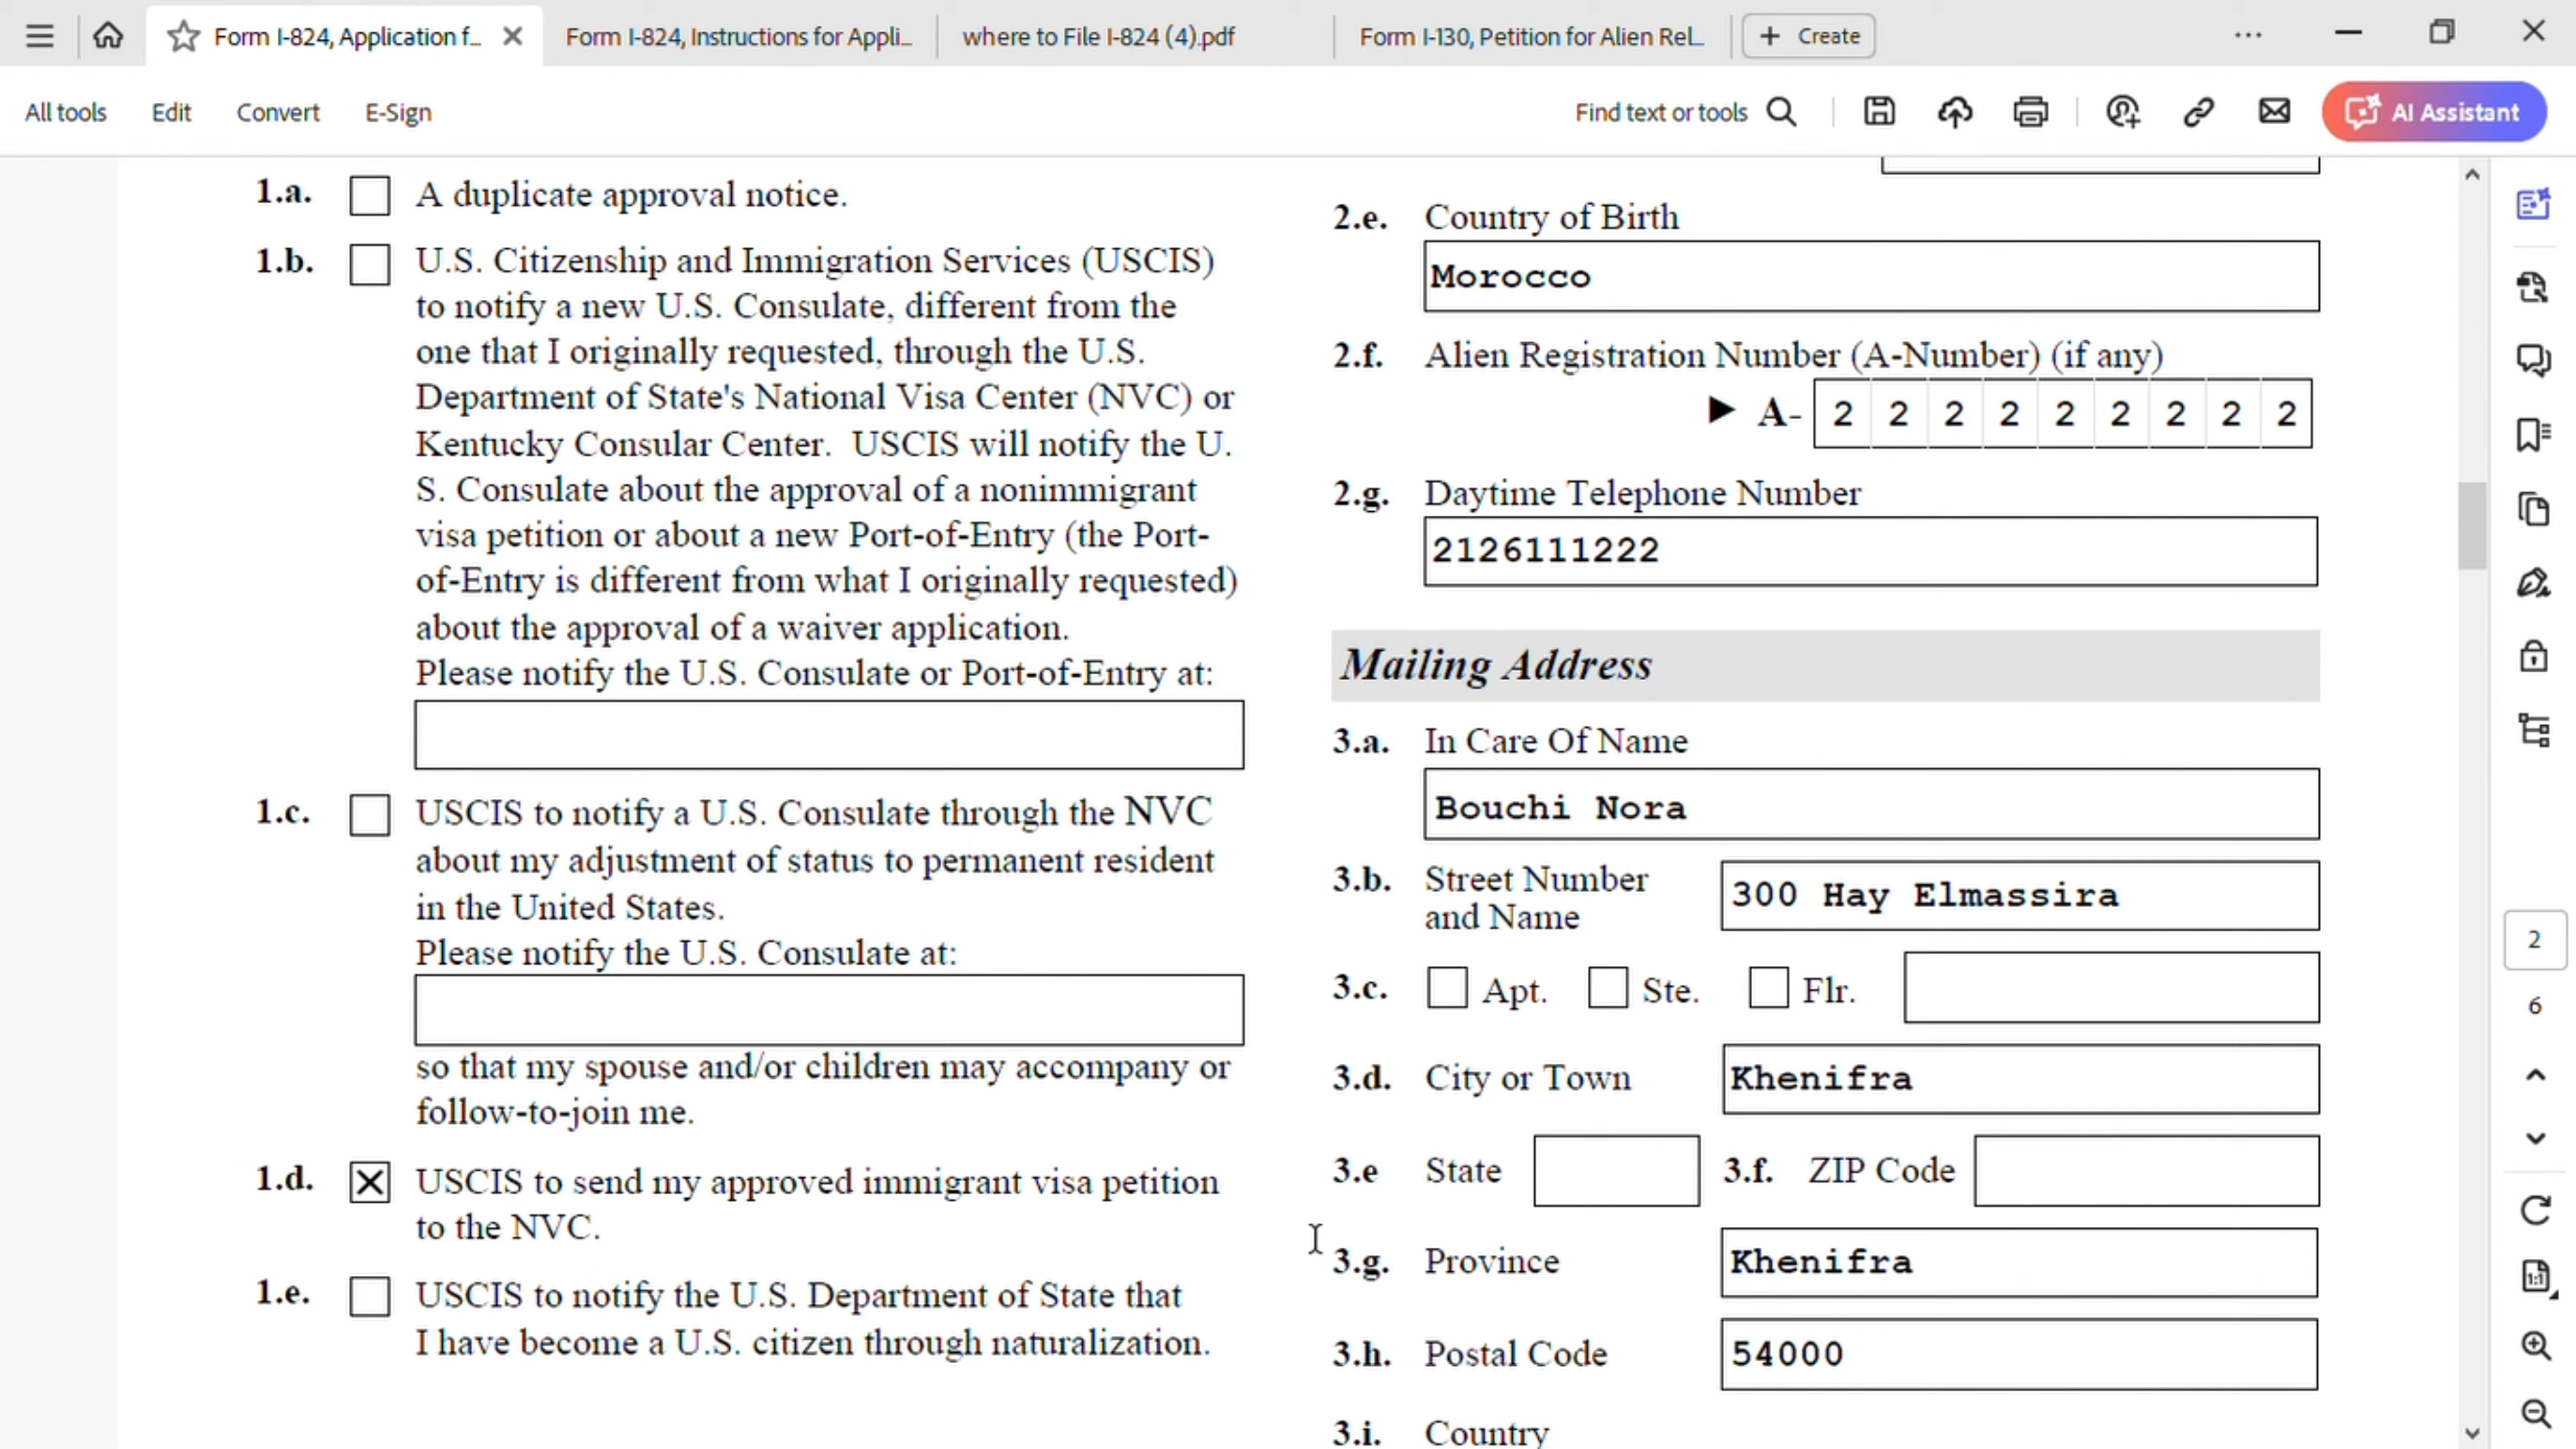 Form I-824, Application f...
Form I-824, Instructions for Appli...
where to File I-824 (4).pdf
Form I-130, Petition for Alien Rel...
+ Create
All tools
Edit
Convert
E-Sign
Find text or tools
AI Assistant
1.a. A duplicate approval notice.
1.b. U.S. Citizenship and Immigration Services (USCIS)
to notify a new U.S. Consulate, different from the
one that I originally requested, through the U.S.
Department of State's National Visa Center (NVC) or
Kentucky Consular Center. USCIS will notify the U.
S. Consulate about the approval of a nonimmigrant
visa petition or about a new Port-of-Entry (the Port-
of-Entry is different from what I originally requested)
about the approval of a waiver application.
Please notify the U.S. Consulate or Port-of-Entry at:
1.c. USCIS to notify a U.S. Consulate through the NVC
about my adjustment of status to permanent resident
in the United States.
Please notify the U.S. Consulate at:
so that my spouse and/or children may accompany or
follow-to-join me.
1.d. X USCIS to send my approved immigrant visa petition
to the NVC.
1.e. USCIS to notify the U.S. Department of State that
I have become a U.S. citizen through naturalization.
2.e. Country of Birth
Morocco
2.f. Alien Registration Number (A-Number) (if any)
► A- 2 2 2 2 2 2 2 2 2
2.g. Daytime Telephone Number
2126111222
Mailing Address
3.a. In Care Of Name
Bouchi Nora
3.b. Street Number
and Name
300 Hay Elmassira
3.c. Apt. Ste. Flr.
3.d. City or Town Khenifra
3.e State 3.f. ZIP Code
3.g. Province Khenifra
3.h. Postal Code 54000
3.i. Country
2
6
1:1